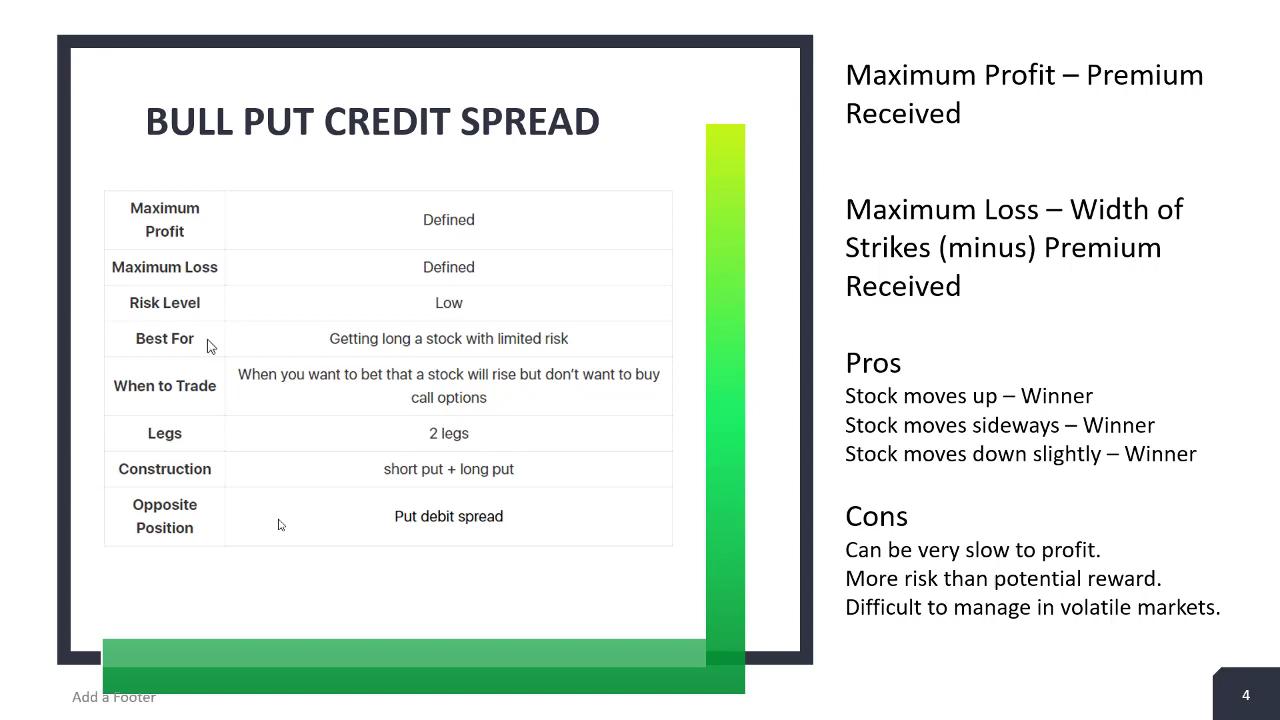 BULL PUT CREDIT SPREAD
Maximum
Profit
Defined
Maximum Loss
Defined
Risk Level
Low
Best For
Getting long a stock with limited risk
When to Trade
When you want to bet that a stock will rise but don't want to buy
call options
Legs
2 legs
Construction
short put + long put
Opposite
Position
Put debit spread
Add a Footer
Maximum Profit – Premium
Received
Maximum Loss – Width of
Strikes (minus) Premium
Received
Pros
Stock moves up – Winner
Stock moves sideways – Winner
Stock moves down slightly – Winner
Cons
Can be very slow to profit.
More risk than potential reward.
Difficult to manage in volatile markets.
4